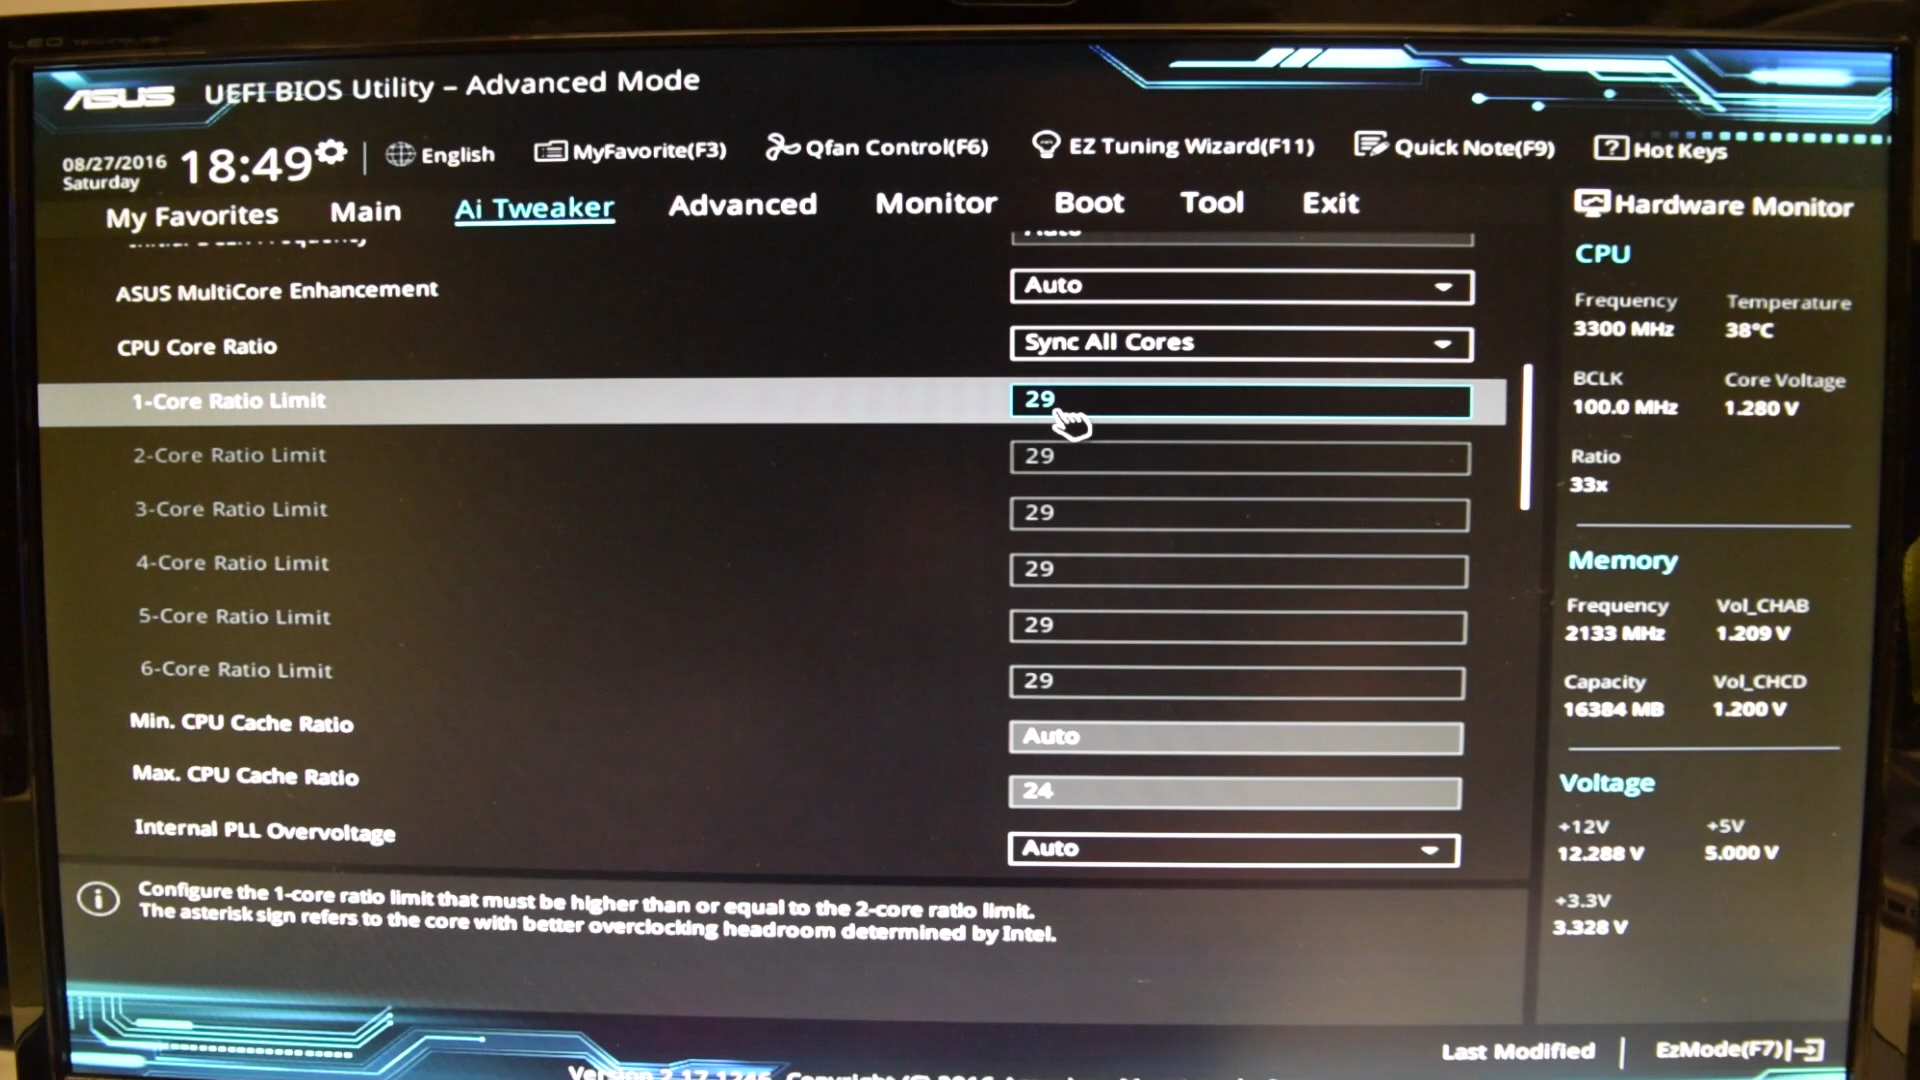 ASUS UEFI BIOS Utility – Advanced Mode
08/27/2016 Saturday 18:49 English MyFavorite(F3) Qfan Control(F6) EZ Tuning Wizard(F11) Quick Note(F9) ? Hot Keys
My Favorites Main Ai Tweaker Advanced Monitor Boot Tool Exit
Auto
ASUS MultiCore Enhancement Auto
CPU Core Ratio Sync All Cores
1-Core Ratio Limit 29
2-Core Ratio Limit 29
3-Core Ratio Limit 29
4-Core Ratio Limit 29
5-Core Ratio Limit 29
6-Core Ratio Limit 29
Min. CPU Cache Ratio Auto
Max. CPU Cache Ratio 24
Internal PLL Overvoltage Auto
Configure the 1-core ratio limit that must be higher than or equal to the 2-core ratio limit.
The asterisk sign refers to the core with better overclocking headroom determined by Intel.
Hardware Monitor
CPU
Frequency Temperature
3300 MHz 38°C
BCLK Core Voltage
100.0 MHz 1.280 V
Ratio
33x
Memory
Frequency Vol_CHAB
2133 MHz 1.209 V
Capacity Vol_CHCD
16384 MB 1.200 V
Voltage
+12V +5V
12.288 V 5.000 V
+3.3V
3.328 V
Last Modified EzMode(F7)